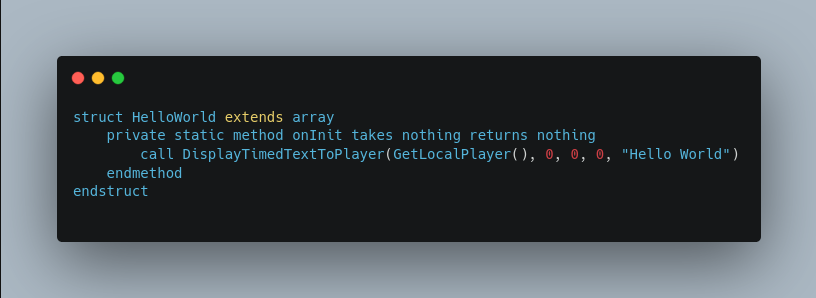 struct HelloWorld extends array
    private static method onInit takes nothing returns nothing
        call DisplayTimedTextToPlayer(GetLocalPlayer(), 0, 0, 0, "Hello World")
    endmethod
endstruct